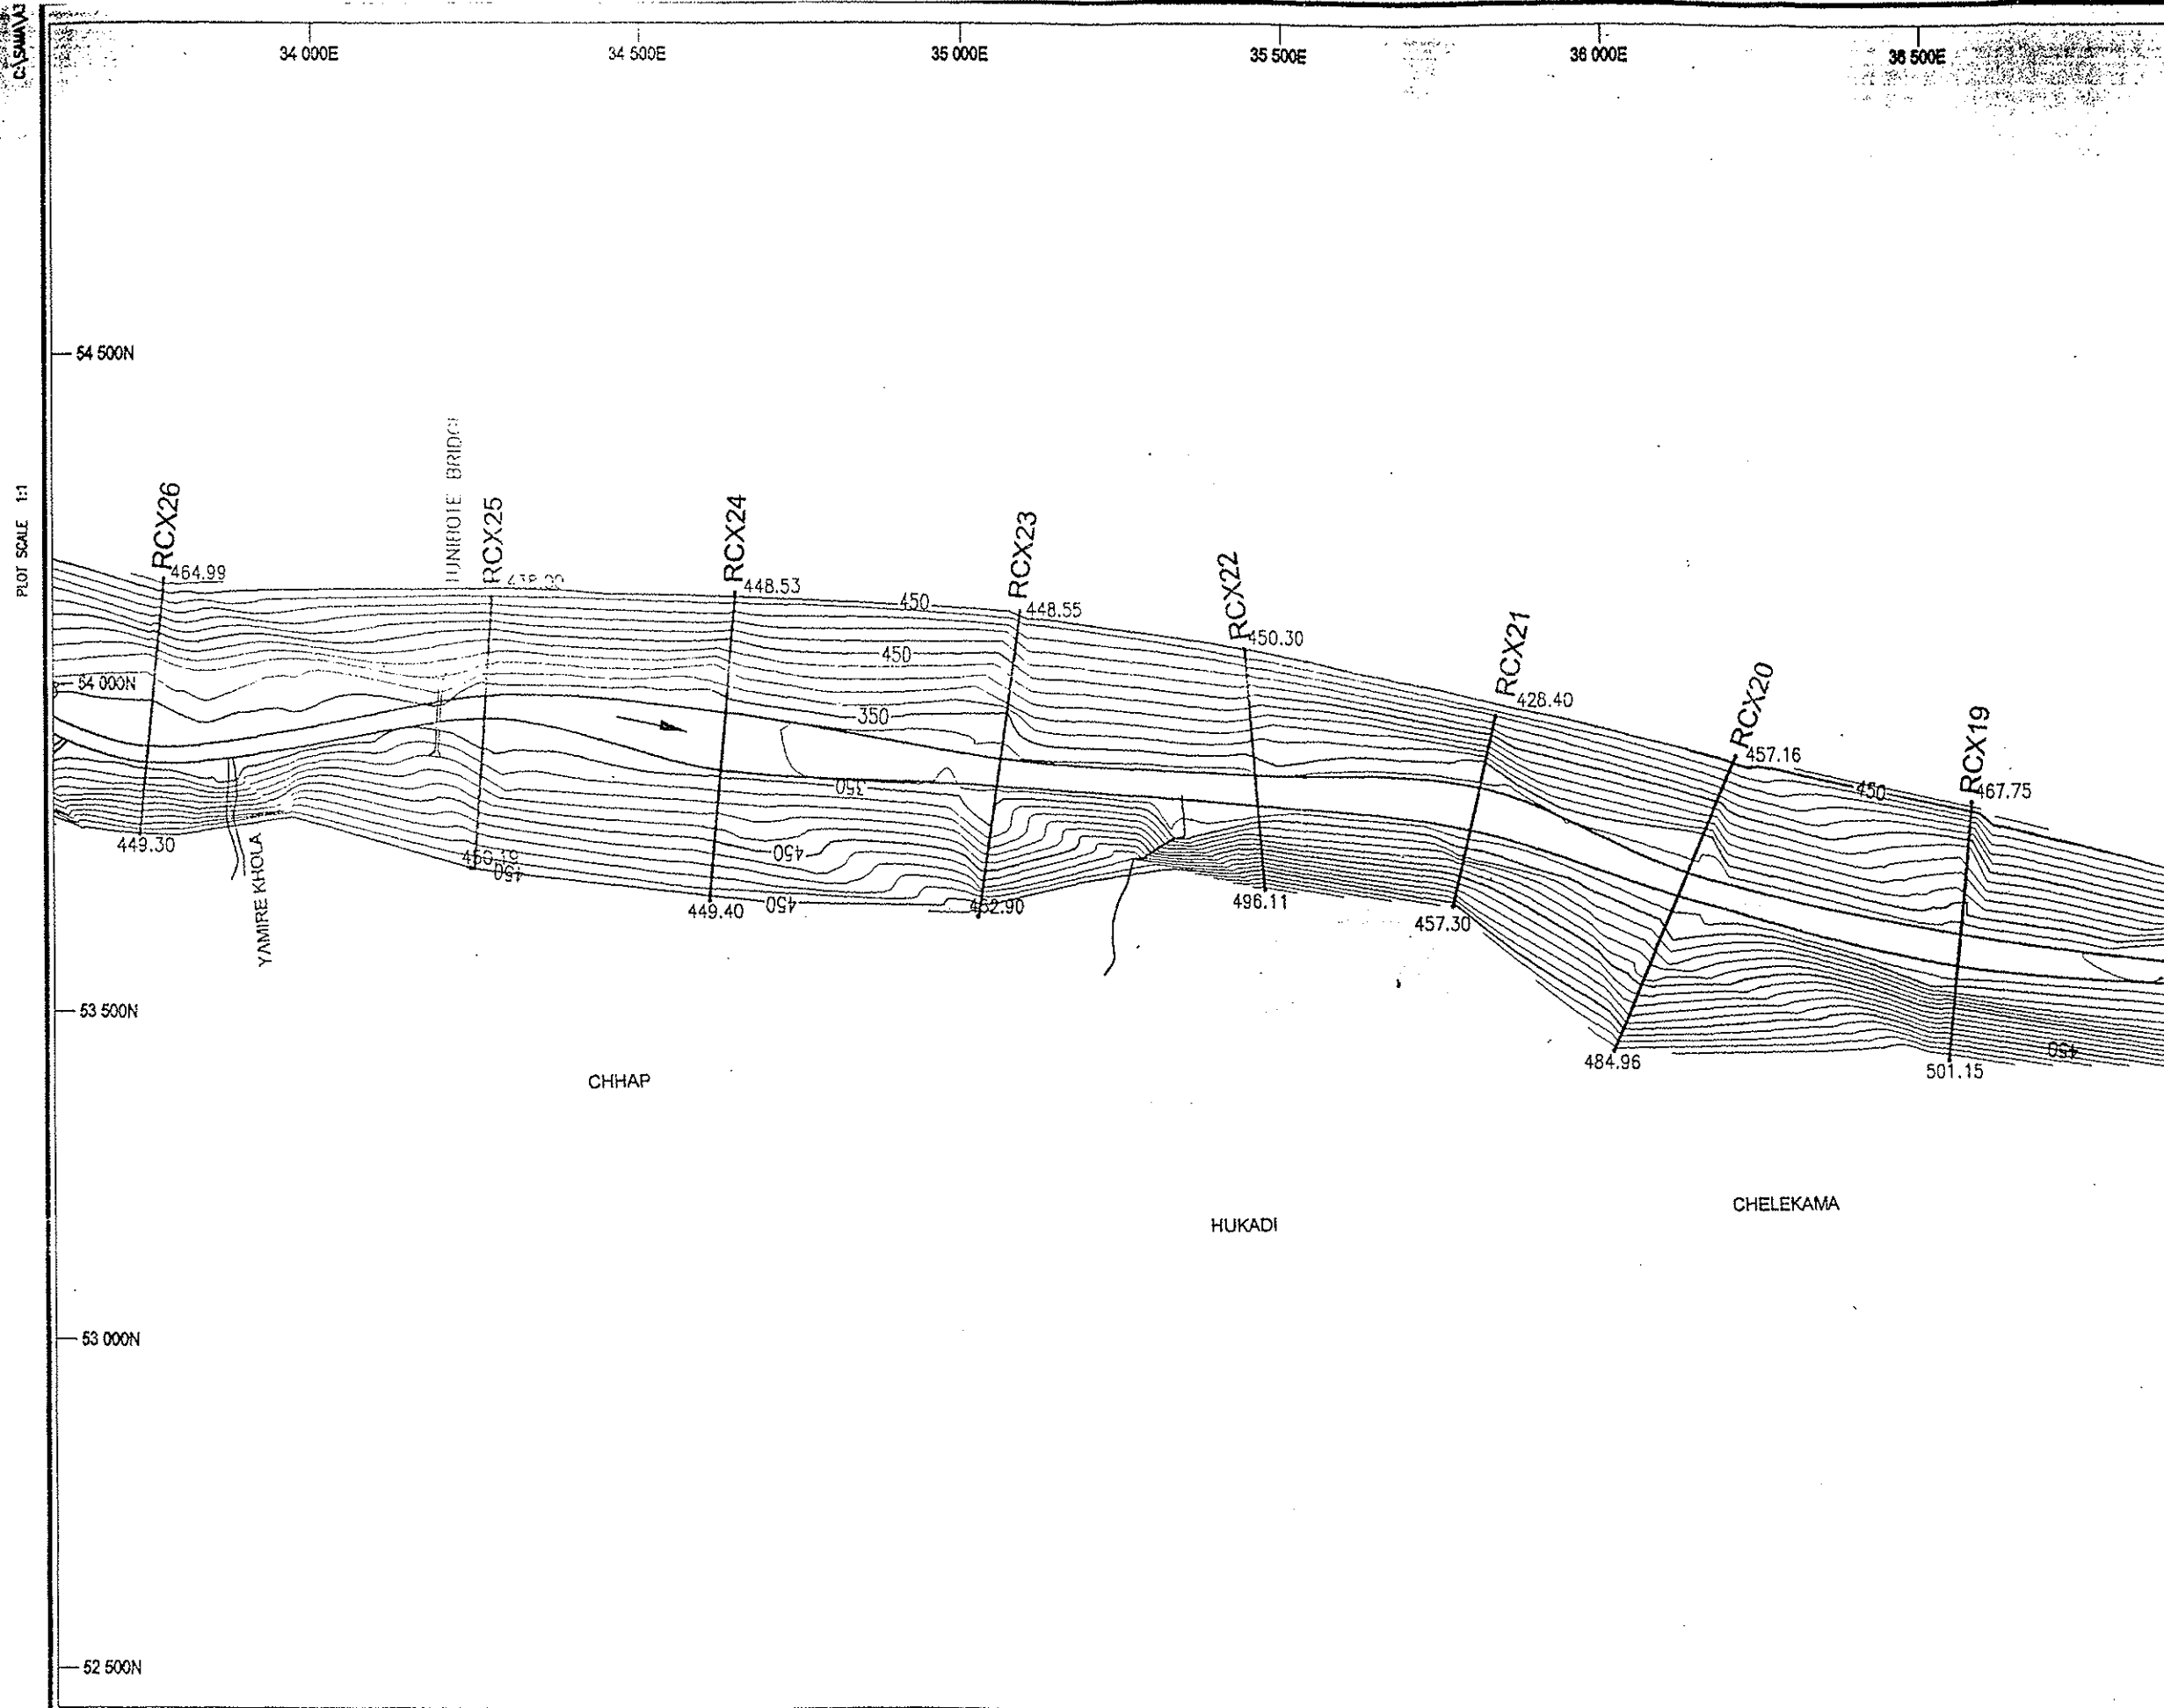 34 000E
34 500E
35 000E
35 500E
36 000E
36 500E
PLOT SCALE 1:1
54 500N
54 000N
53 500N
53 000N
52 500N
RCX26
464.99
449.30
YAMIRE KHOLA
BRIDGE
RCX25
450
RCX24
448.53
449.40
450
450
350
350
450
450
RCX23
448.55
RCX22
450.30
496.11
RCX21
428.40
457.30
RCX20
457.16
484.96
450
RCX19
467.75
501.15
450
CHHAP
HUKADI
CHELEKAMA